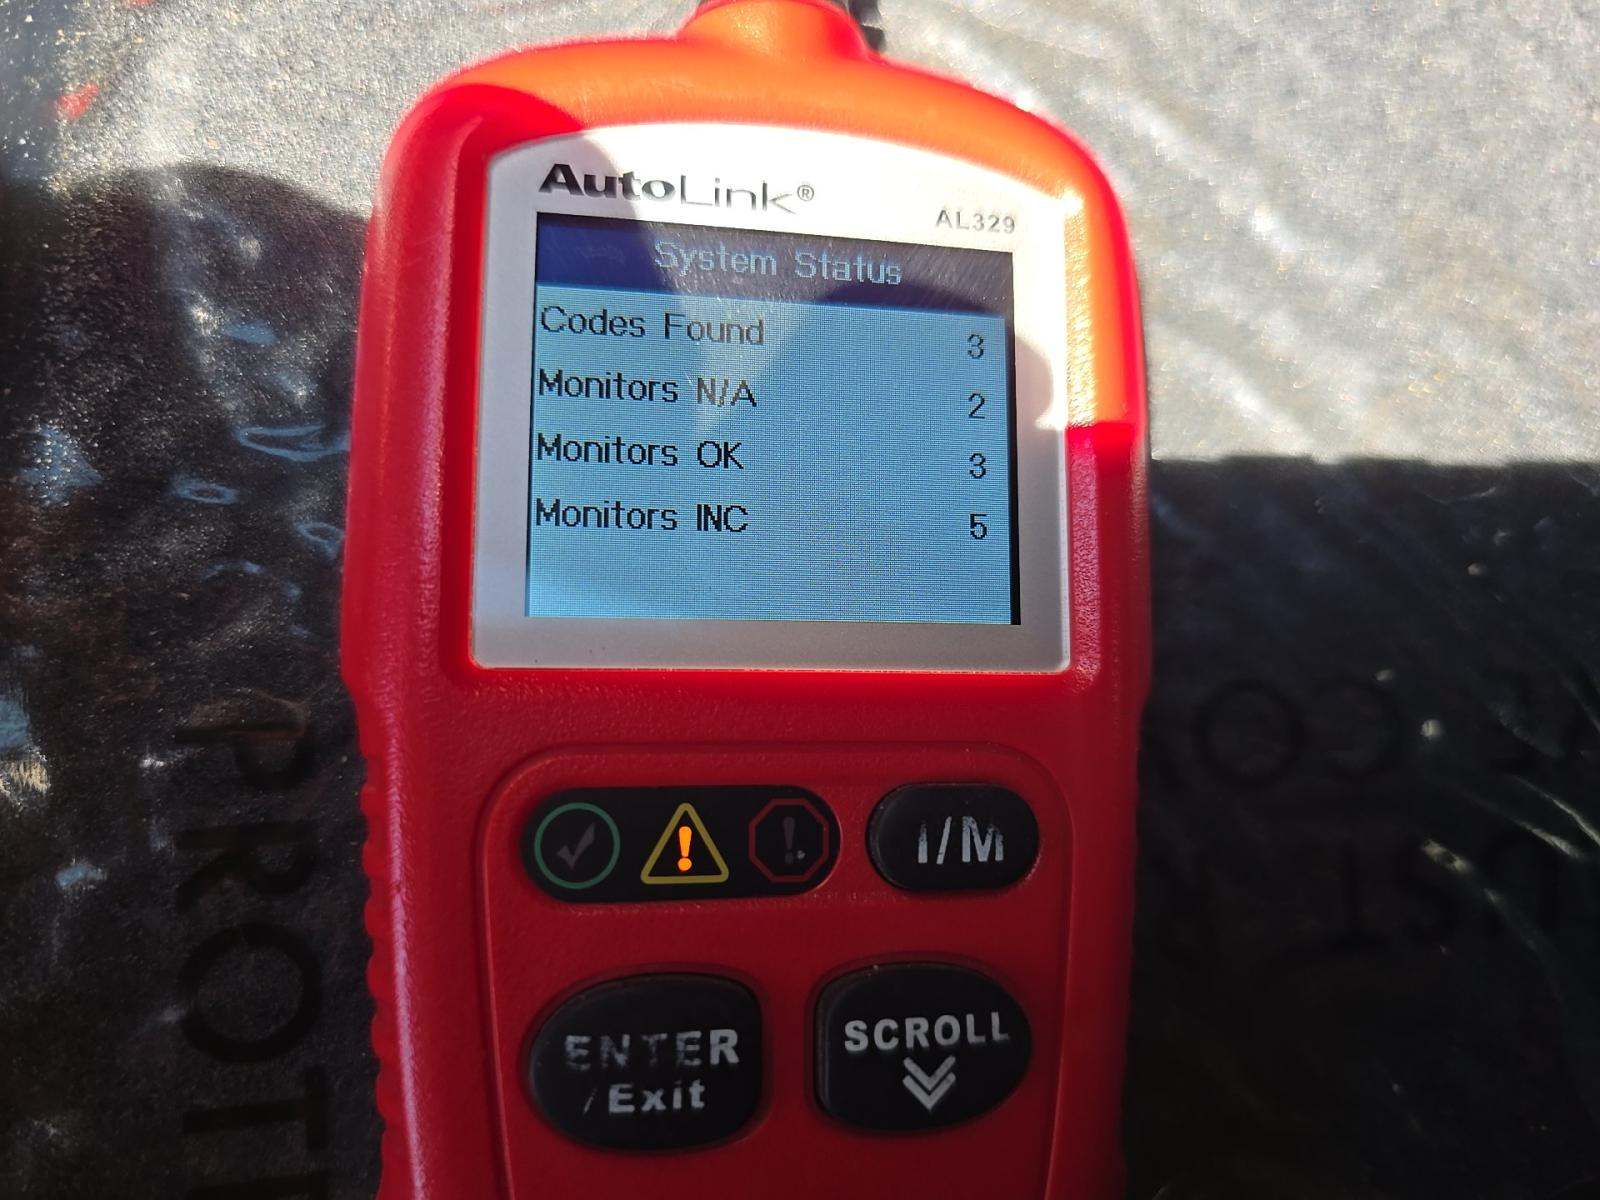 AutoLink®
AL329
System Status
Codes Found 3
Monitors N/A 2
Monitors OK 3
Monitors INC 5
I/M
ENTER
/Exit
SCROLL